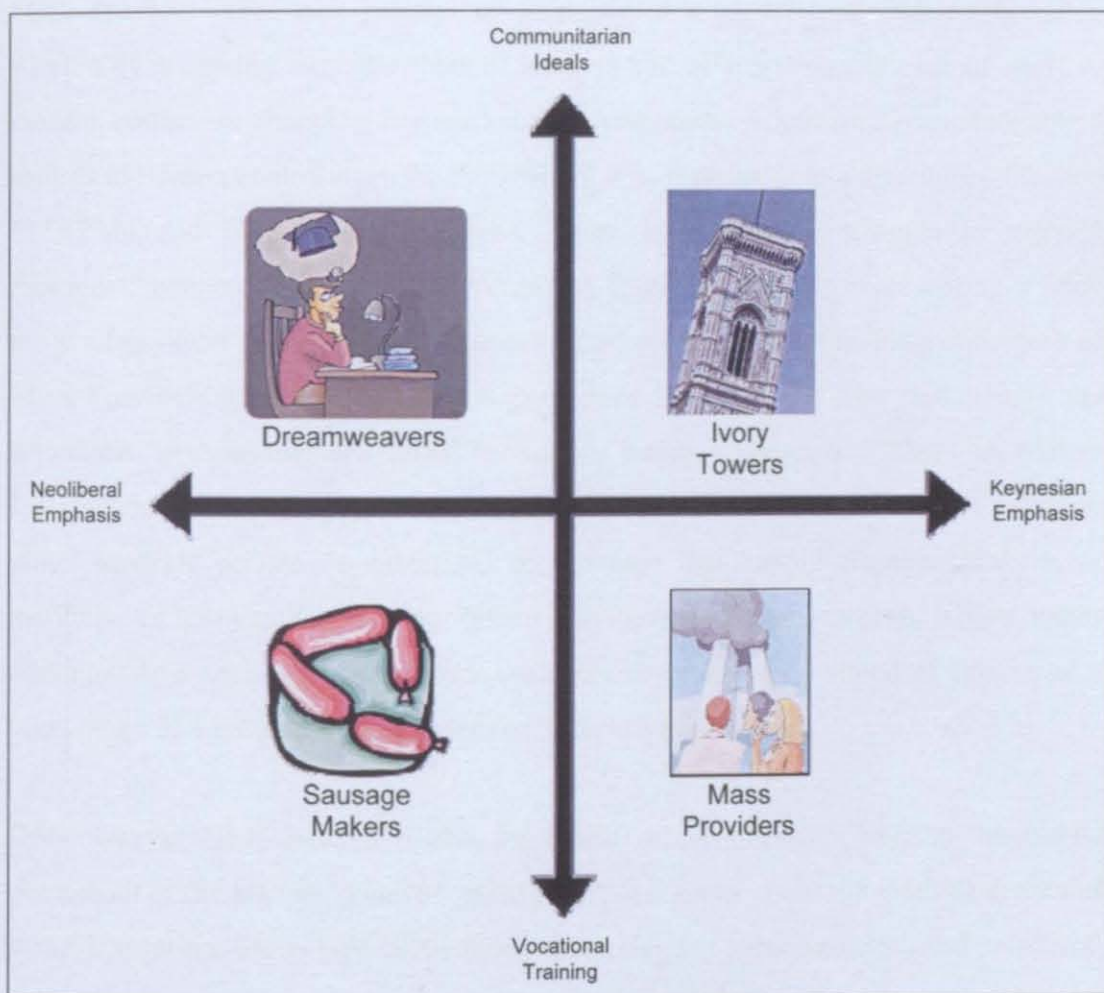 Communitarian
Ideals
Dreamweavers
Ivory
Towers
Neoliberal
Emphasis
Keynesian
Emphasis
Sausage
Makers
Mass
Providers
Vocational
Training